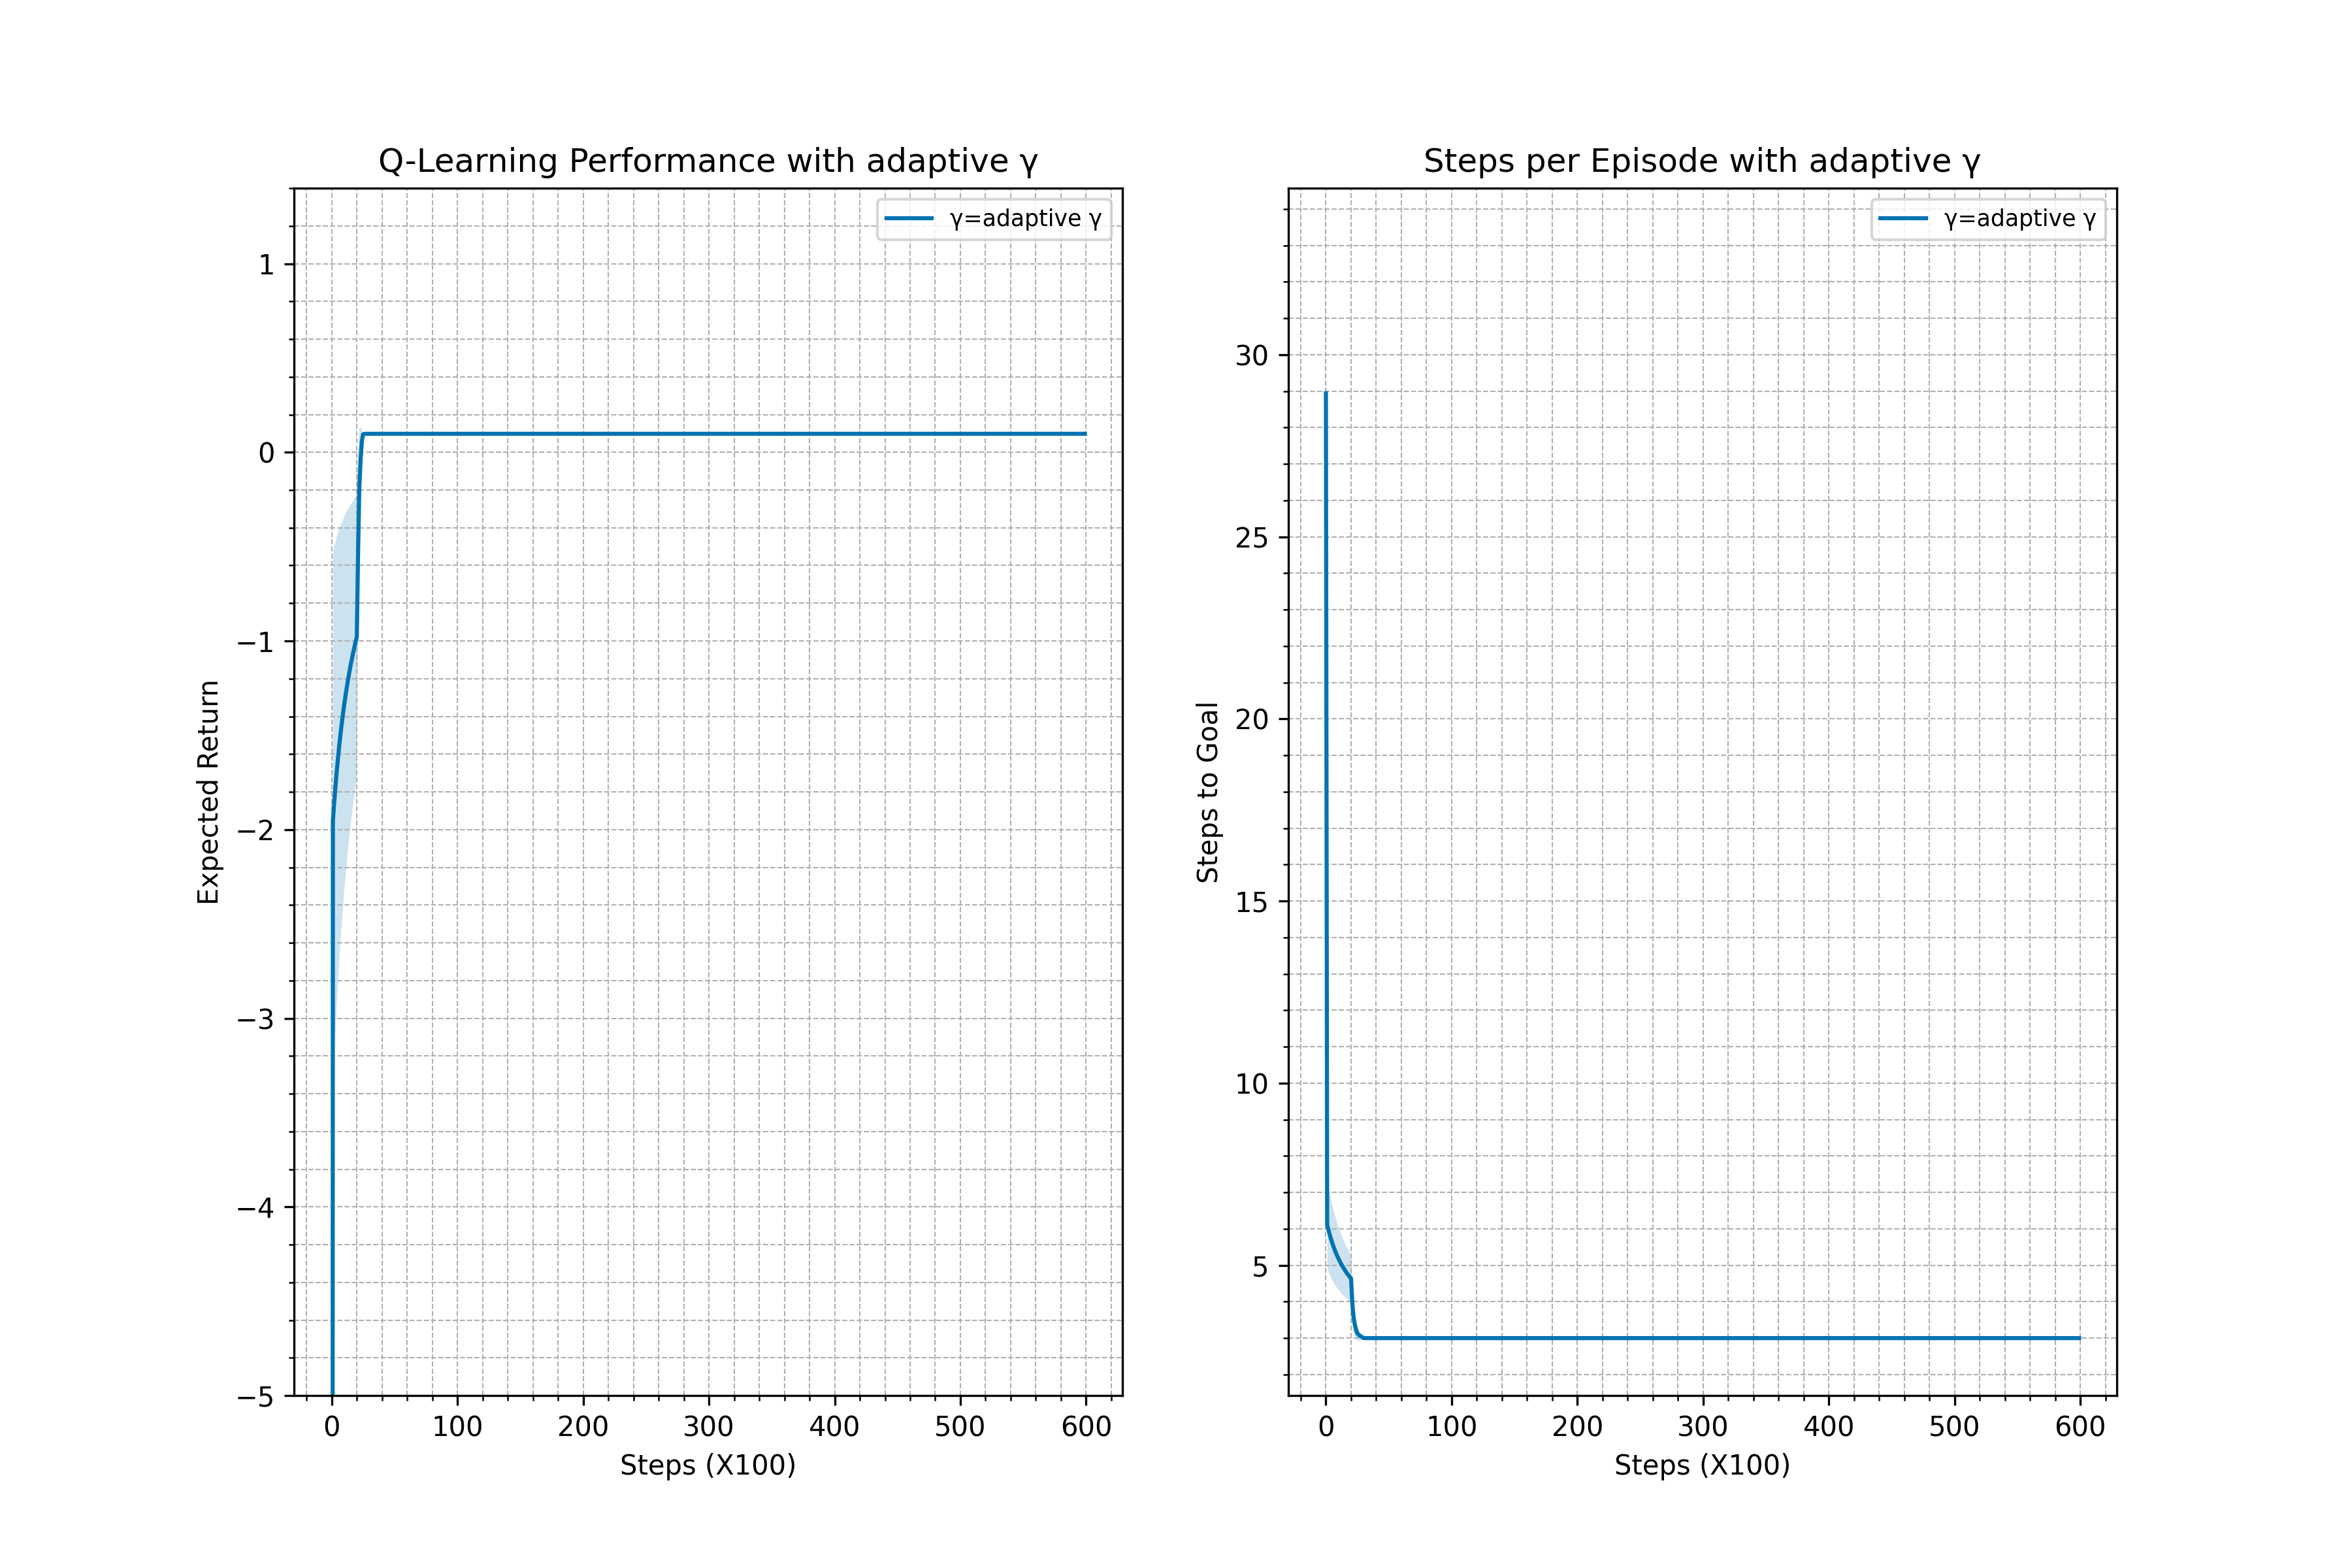 Q-Learning Performance with adaptive γ
γ=adaptive γ
1
0
−1
−2
−3
−4
−5
Expected Return
0 100 200 300 400 500 600
Steps (X100)
Steps per Episode with adaptive γ
γ=adaptive γ
30
25
20
15
10
5
Steps to Goal
0 100 200 300 400 500 600
Steps (X100)